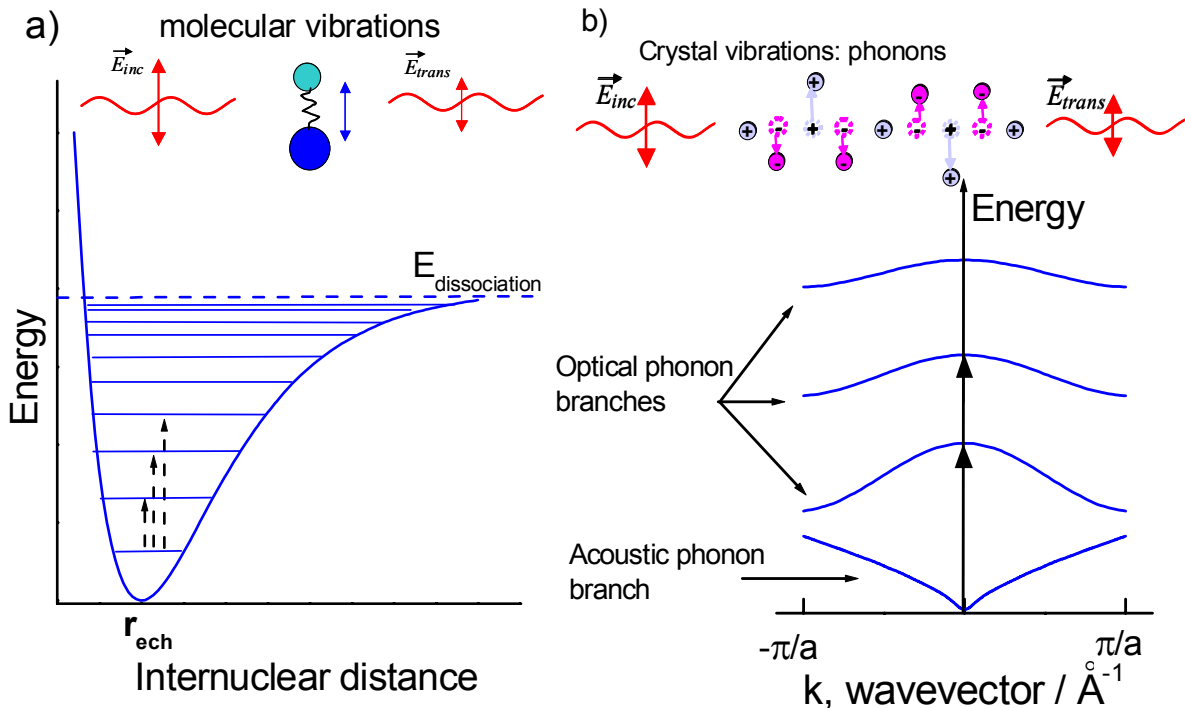 a)
molecular vibrations
E_inc
E_trans
Energy
E_dissociation
r_ech
Internuclear distance
b)
Crystal vibrations: phonons
E_inc
+ - + - + - + - +
E_trans
+ - -
- - +
Energy
Optical phonon
branches
Acoustic phonon
branch
-π/a
π/a
k, wavevector / Å⁻¹